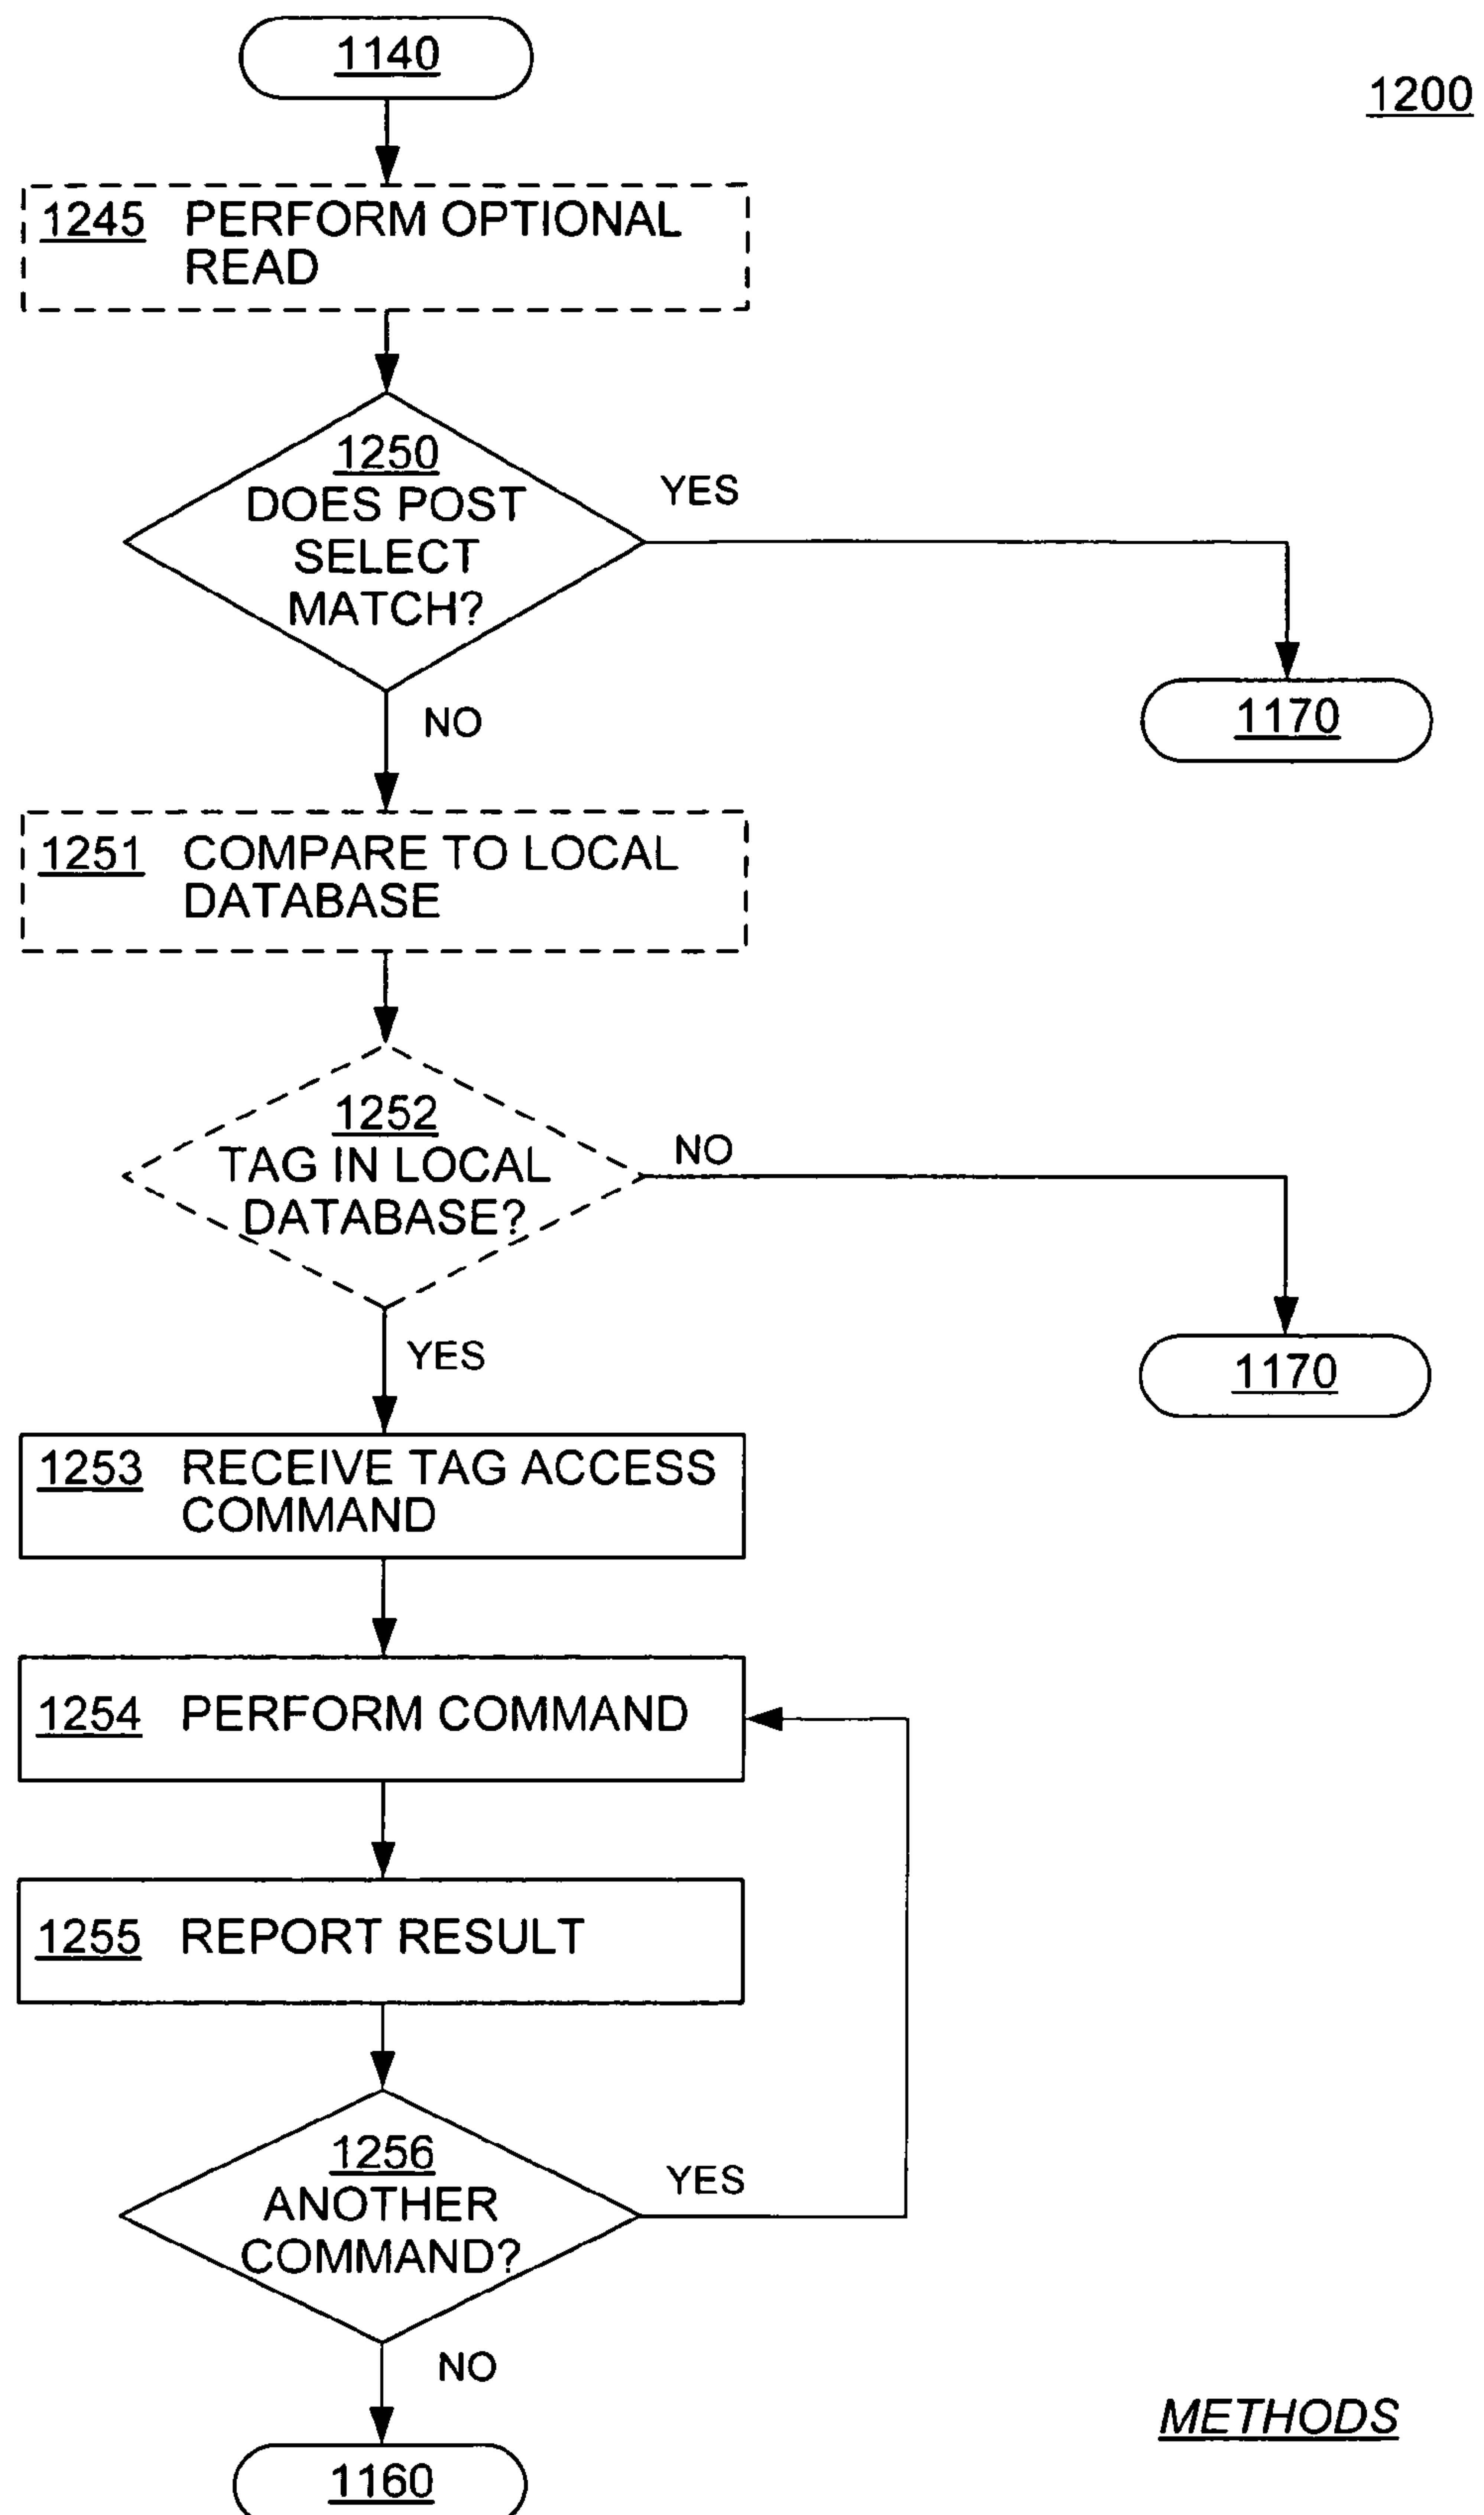 1140
1200
1245 PERFORM OPTIONAL
READ
1250
DOES POST
SELECT
MATCH?
YES
NO
1170
1251 COMPARE TO LOCAL
DATABASE
1252
TAG IN LOCAL
DATABASE?
NO
YES
1170
1253 RECEIVE TAG ACCESS
COMMAND
1254 PERFORM COMMAND
1255 REPORT RESULT
1256
ANOTHER
COMMAND?
YES
NO
METHODS
1160